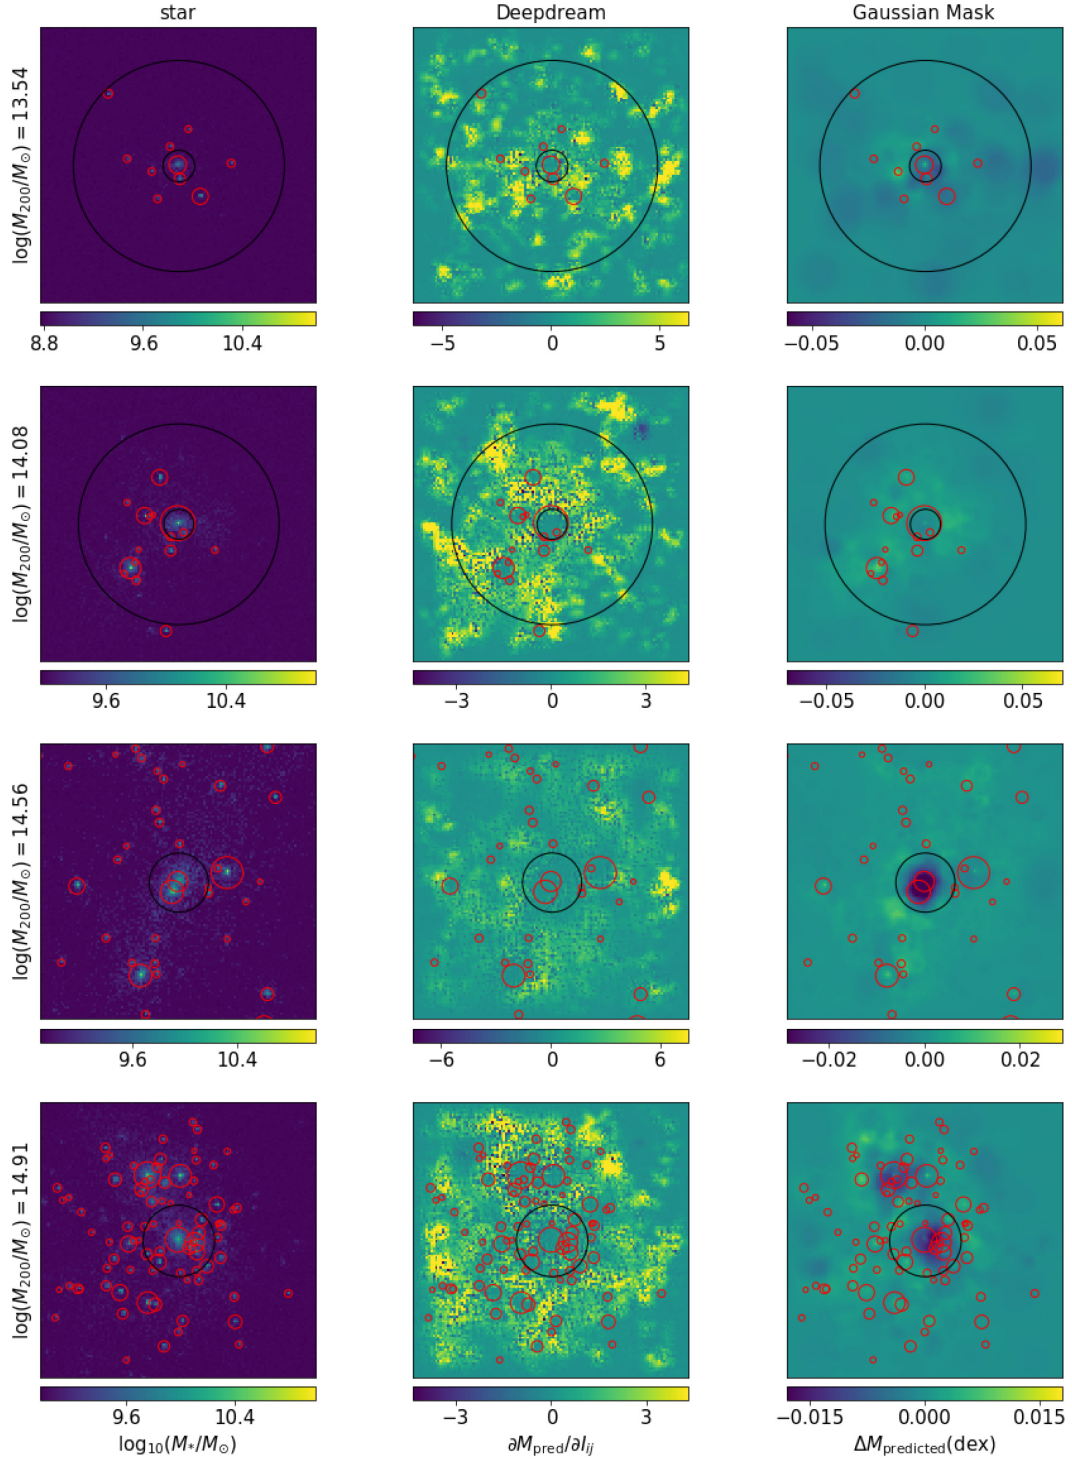 star Deepdream Gaussian Mask
log(M₂₀₀/M⊙) = 13.54
8.8 9.6 10.4 −5 0 5 −0.05 0.00 0.05
log(M₂₀₀/M⊙) = 14.08
9.6 10.4 −3 0 3 −0.05 0.00 0.05
log(M₂₀₀/M⊙) = 14.56
9.6 10.4 −6 0 6 −0.02 0.00 0.02
log(M₂₀₀/M⊙) = 14.91
9.6 10.4 −3 0 3 −0.015 0.000 0.015
log₁₀(M*/M⊙) ∂M_pred/∂I_ij ΔM_predicted(dex)